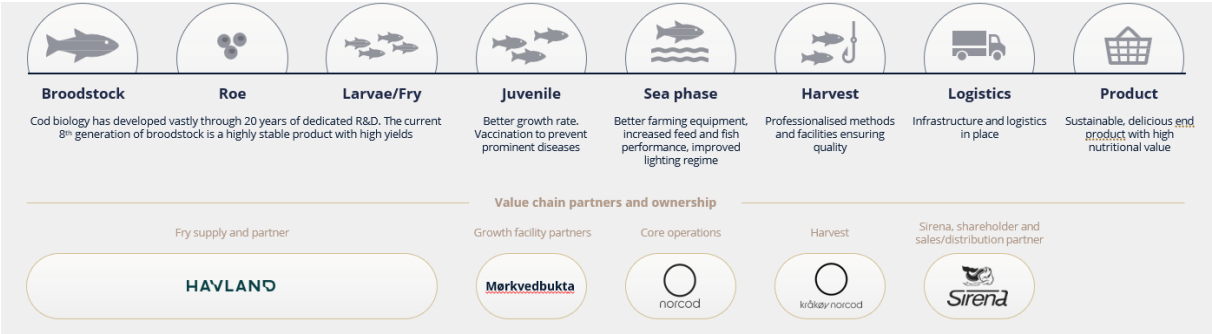 Broodstock
Roe
Larvae/Fry
Juvenile
Sea phase
Harvest
Logistics
Product
Cod biology has developed vastly through 20 years of dedicated R&D. The current
8th generation of broodstock is a highly stable product with high yields
Better growth rate.
Vaccination to prevent
prominent diseases
Better farming equipment,
increased feed and fish
performance, improved
lighting regime
Professionalised methods
and facilities ensuring
quality
Infrastructure and logistics
in place
Sustainable, delicious end
product with high
nutritional value
Value chain partners and ownership
Fry supply and partner
Growth facility partners
Core operations
Harvest
Sirena, shareholder and
sales/distribution partner
HAVLAND
Mørkvedbukta
norcod
kråkøy norcod
Sirena